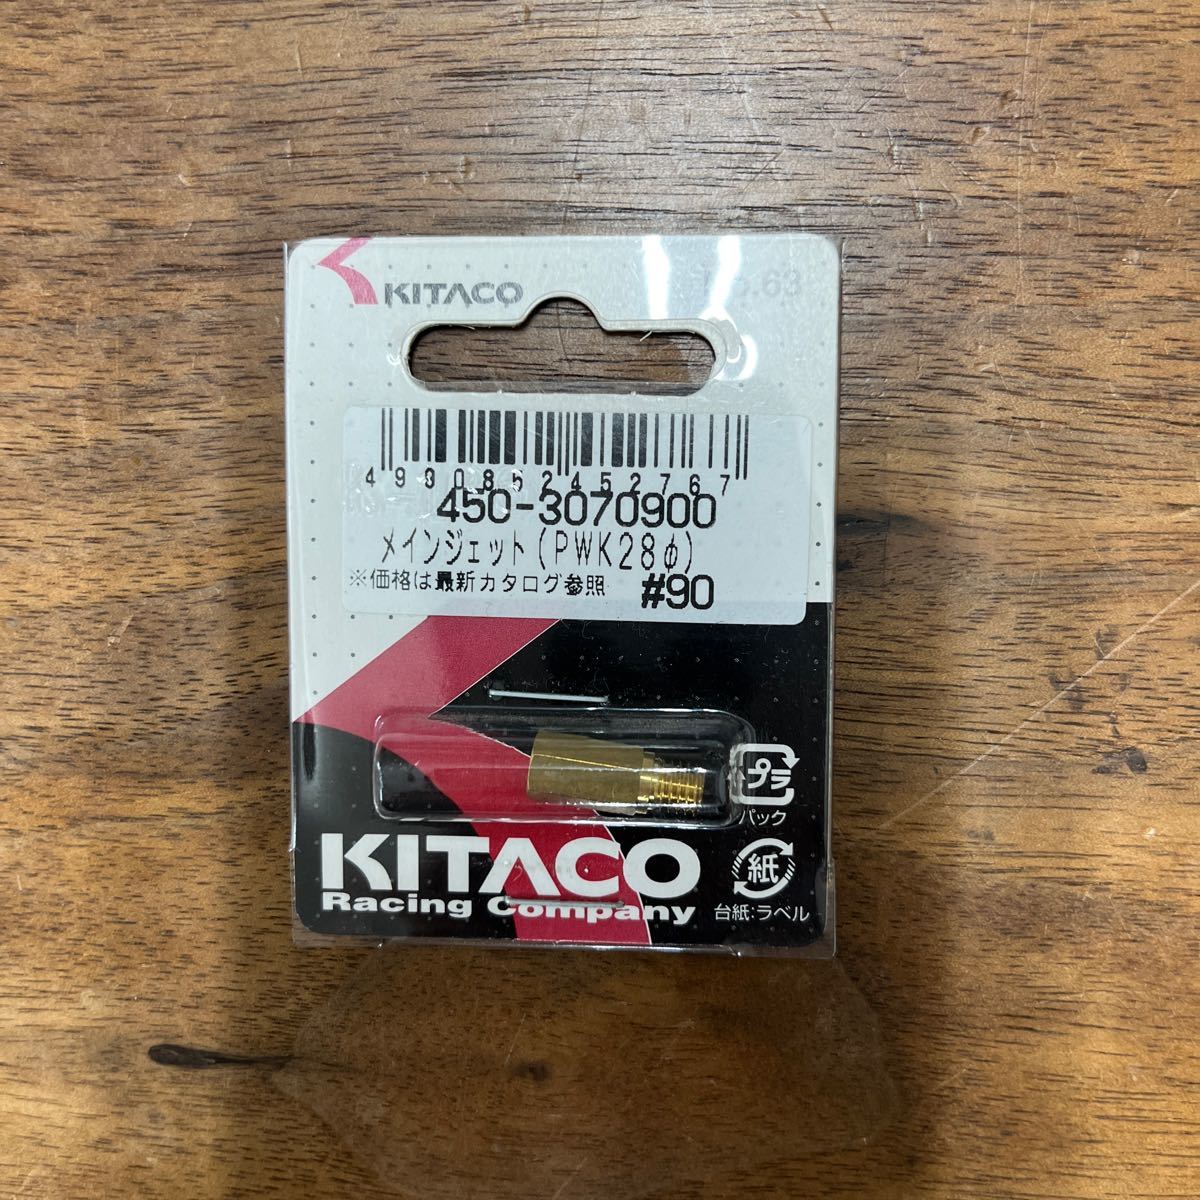 KITACO
No.63
4990852452767
450-3070900
メインジェット(PWK28φ)
※価格は最新カタログ参照 #90
プラ
パック
KITACO
紙
Racing Company
台紙:ラベル